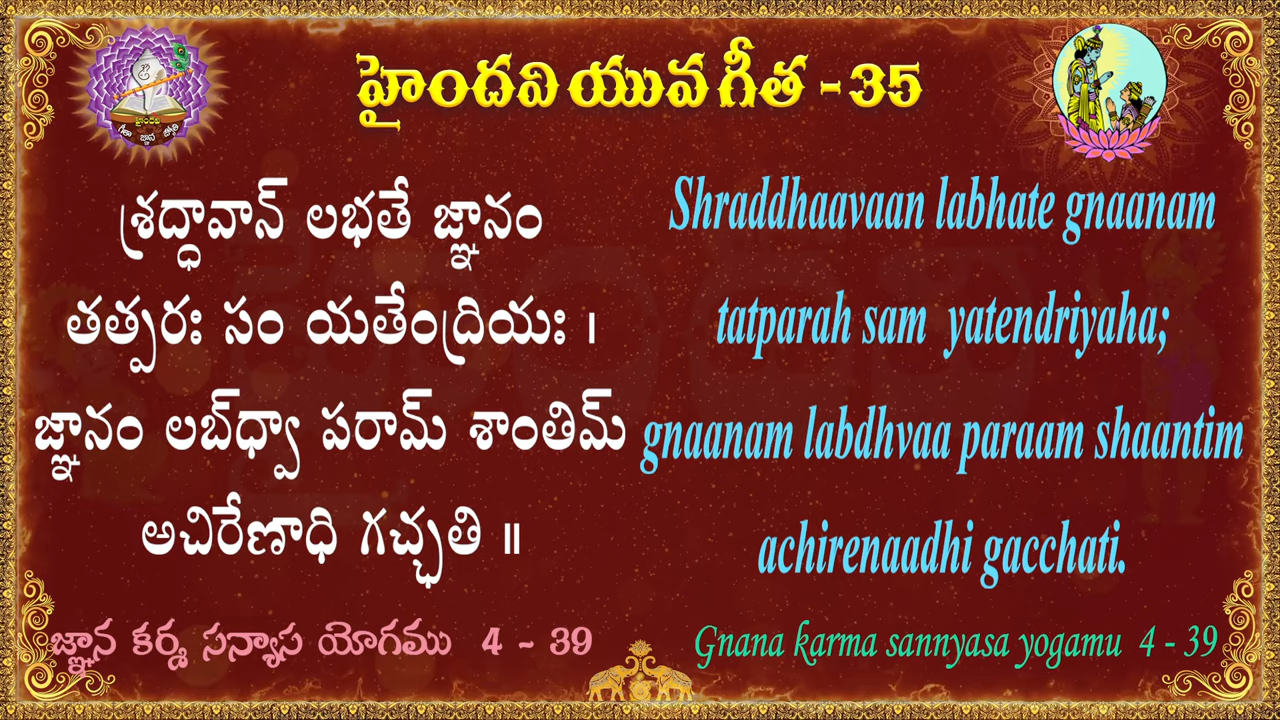 హైందవి యువ గీత - 35
హైందవి
గీతా జ్ఞాన జ్యోతి
శ్రద్ధావాన్ లభతే జ్ఞానం
తత్పరః సం యతేంద్రియః ।
జ్ఞానం లబ్‌ధ్వా పరామ్ శాంతిమ్
అచిరేణాధి గచ్ఛతి ॥
జ్ఞాన కర్మ సన్యాస యోగము 4 - 39
Shraddhaavaan labhate gnaanam
tatparah sam yatendriyaha;
gnaanam labdhvaa paraam shaantim
achirenaadhi gacchati.
Gnana karma sannyasa yogamu 4 - 39